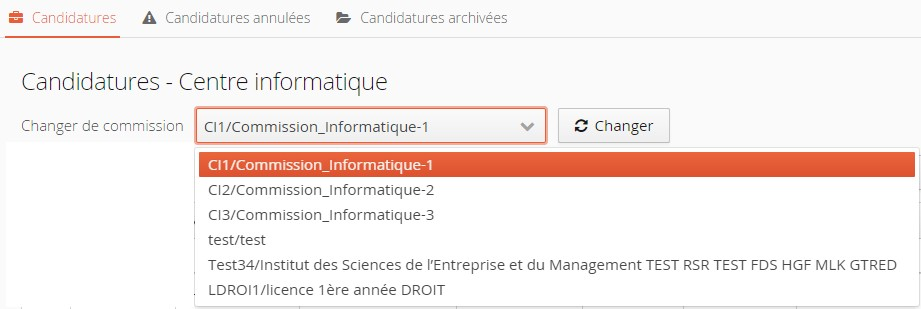 Candidatures Candidatures annulées Candidatures archivées
Candidatures - Centre informatique
Changer de commission CI1/Commission_Informatique-1 Changer
CI1/Commission_Informatique-1
CI2/Commission_Informatique-2
CI3/Commission_Informatique-3
test/test
Test34/Institut des Sciences de l’Entreprise et du Management TEST RSR TEST FDS HGF MLK GTRED
LDROI1/licence 1ère année DROIT